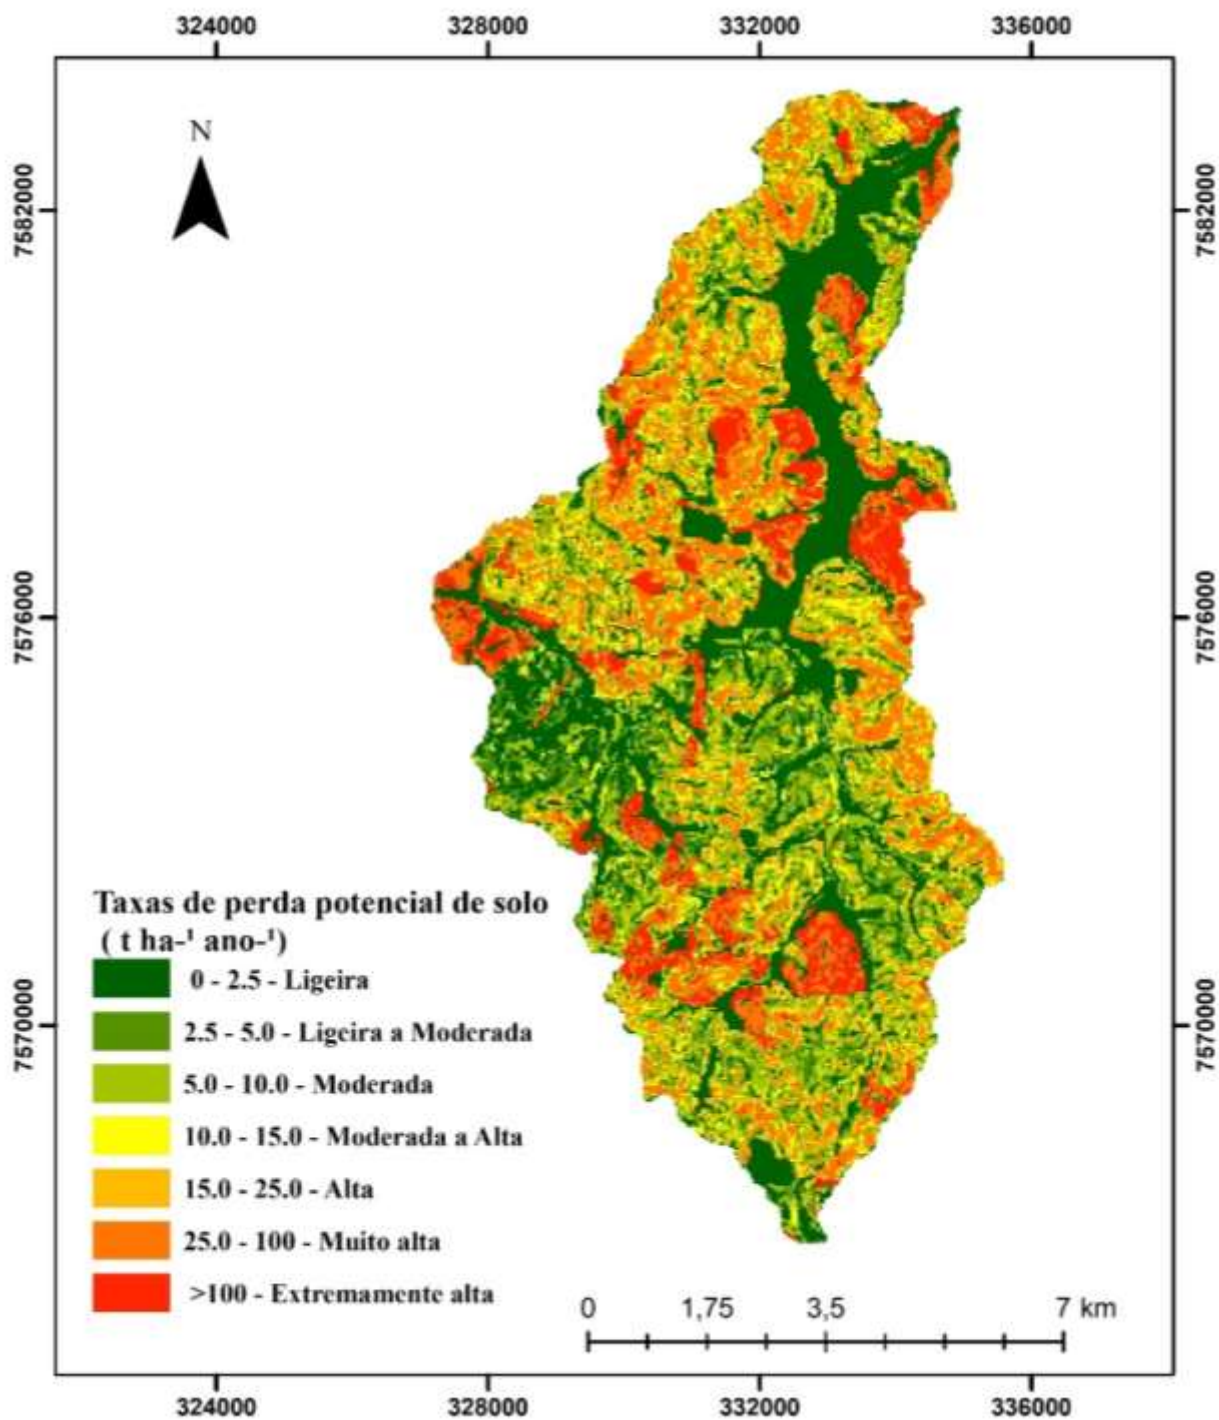 324000 328000 332000 336000
N
7582000 7582000
7576000 7576000
Taxas de perda potencial de solo
( t ha-¹ ano-¹)
0 - 2.5 - Ligeira
2.5 - 5.0 - Ligeira a Moderada
7570000 7570000
5.0 - 10.0 - Moderada
10.0 - 15.0 - Moderada a Alta
15.0 - 25.0 - Alta
25.0 - 100 - Muito alta
>100 - Extremamente alta
0 1,75 3,5 7 km
324000 328000 332000 336000